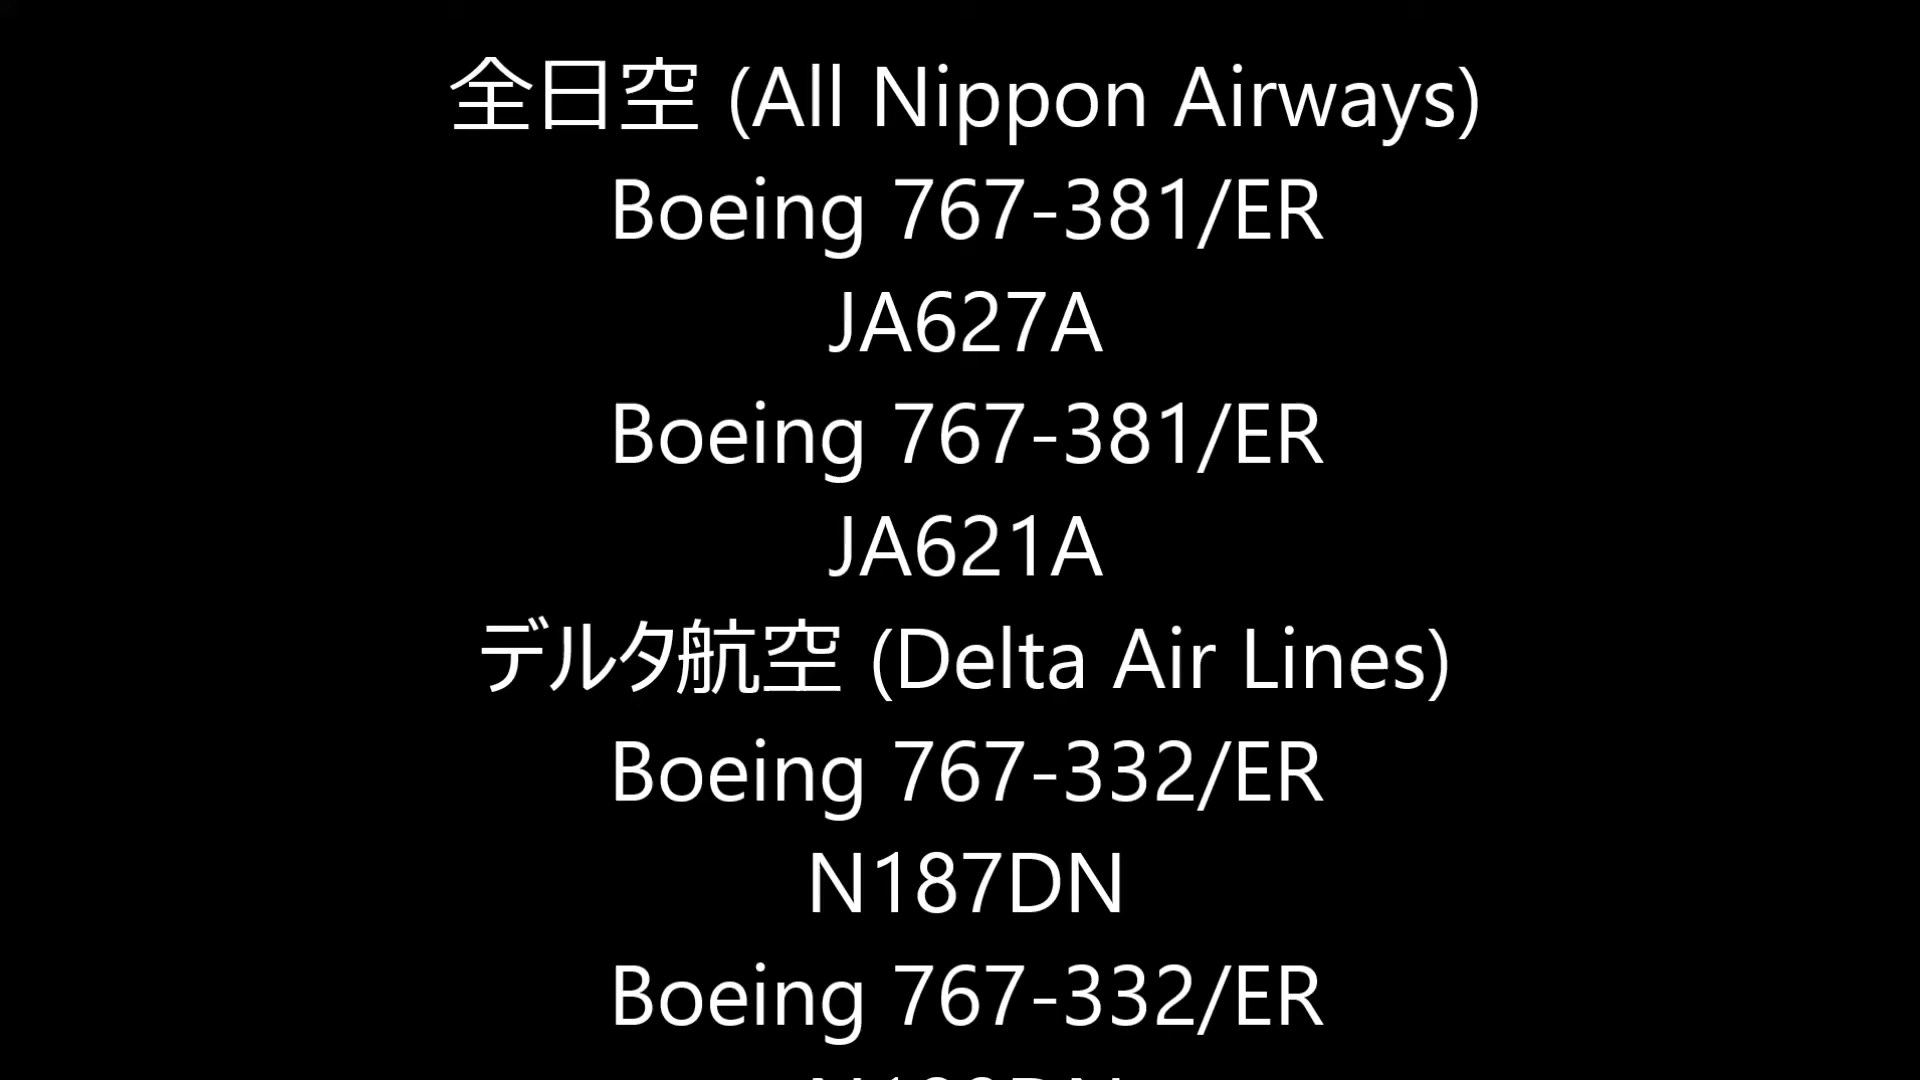 全日空 (All Nippon Airways)
Boeing 767-381/ER
JA627A
Boeing 767-381/ER
JA621A
デルタ航空 (Delta Air Lines)
Boeing 767-332/ER
N187DN
Boeing 767-332/ER